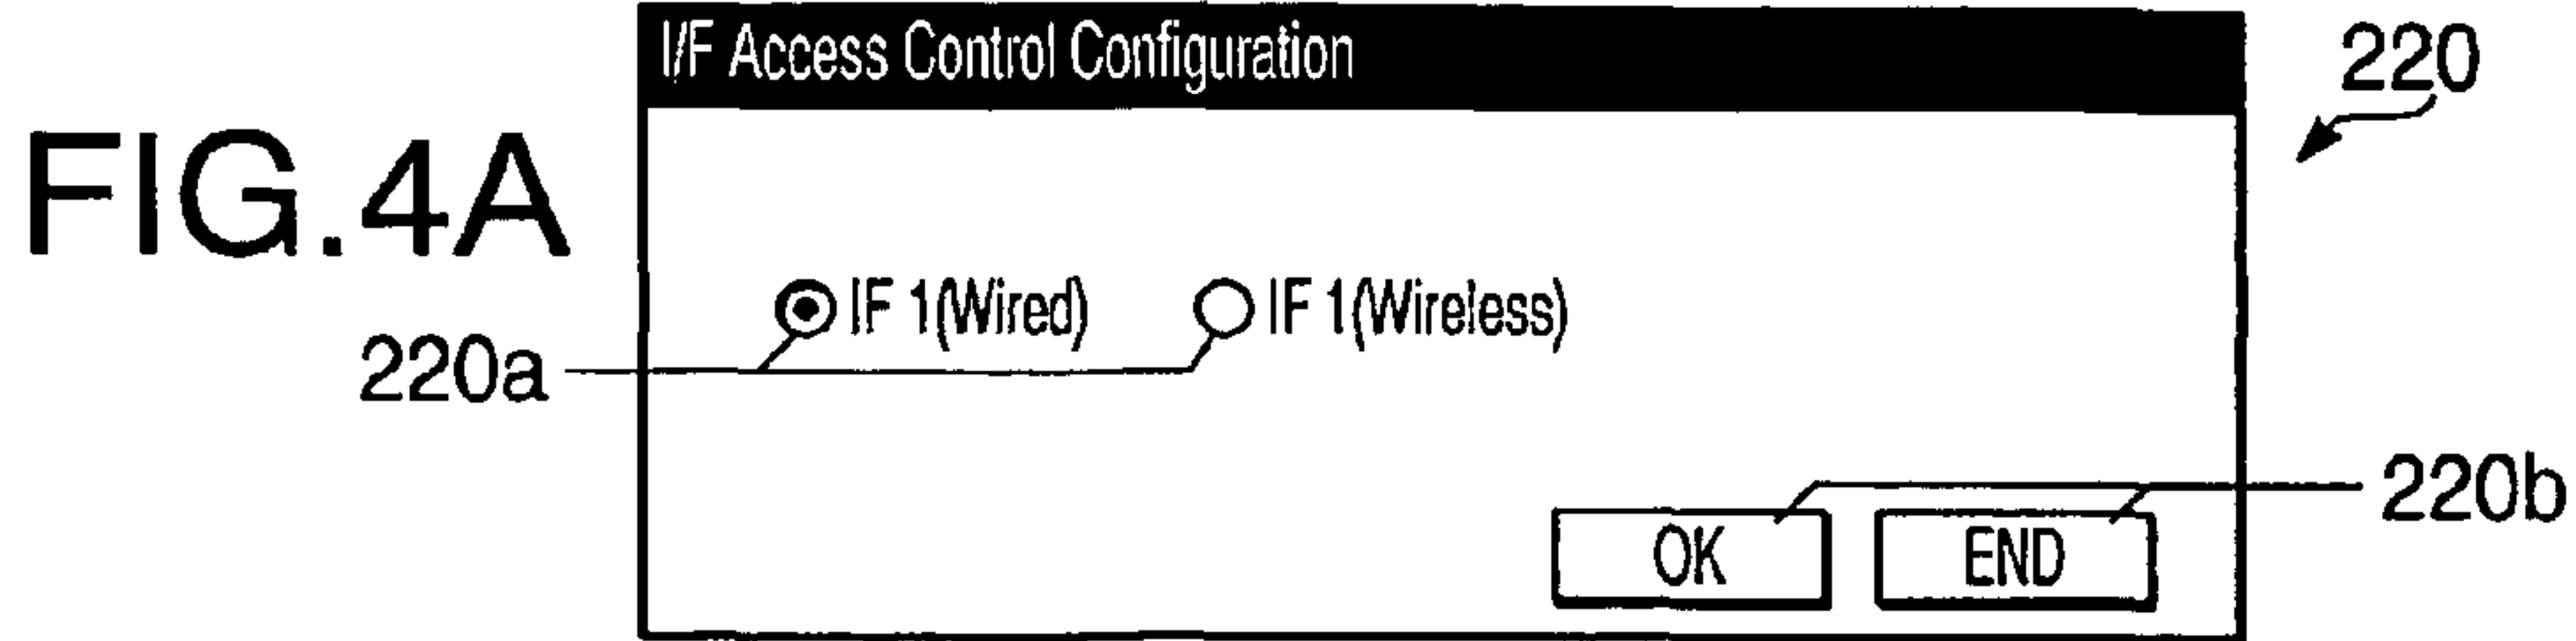 I/F Access Control Configuration
220
FIG.4A
IF 1(Wired) IF 1(Wireless)
220a
220b
OK END